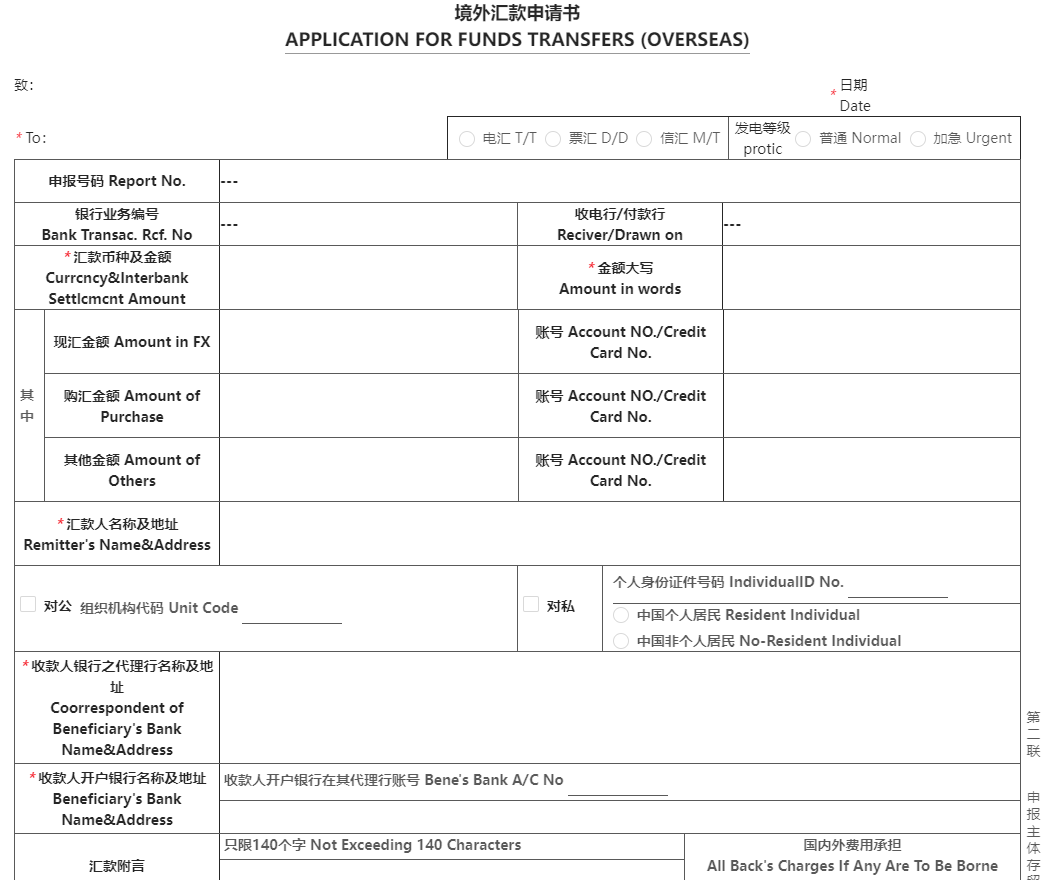 境外汇款申请书
APPLICATION FOR FUNDS TRANSFERS (OVERSEAS)
致：
* 日期
Date
* To：
电汇 T/T 票汇 D/D 信汇 M/T
发电等级
protic
普通 Normal 加急 Urgent
申报号码 Report No.
---
银行业务编号
Bank Transac. Rcf. No
---
收电行/付款行
Reciver/Drawn on
---
* 汇款币种及金额
Currcncy&Interbank
Settlcmcnt Amount
* 金额大写
Amount in words
其
中
现汇金额 Amount in FX
账号 Account NO./Credit
Card No.
购汇金额 Amount of
Purchase
账号 Account NO./Credit
Card No.
其他金额 Amount of
Others
账号 Account NO./Credit
Card No.
* 汇款人名称及地址
Remitter's Name&Address
对公 组织机构代码 Unit Code
对私
个人身份证件号码 IndividualID No.
中国个人居民 Resident Individual
中国非个人居民 No-Resident Individual
* 收款人银行之代理行名称及地
址
Coorrespondent of
Beneficiary's Bank
Name&Address
* 收款人开户银行名称及地址
Beneficiary's Bank
Name&Address
收款人开户银行在其代理行账号 Bene's Bank A/C No
汇款附言
只限140个字 Not Exceeding 140 Characters
国内外费用承担
All Back's Charges If Any Are To Be Borne
第
二
联
申
报
主
体
存